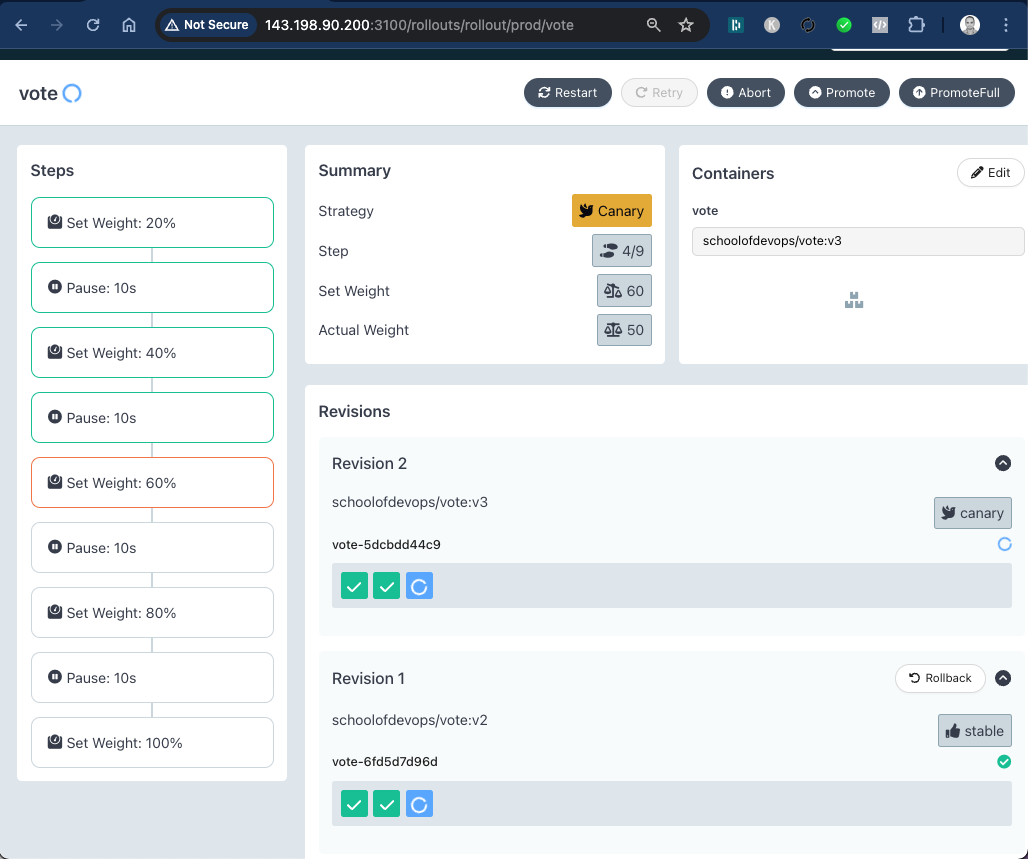 Not Secure
143.198.90.200:3100/rollouts/rollout/prod/vote
K
vote
Restart
Retry
Abort
Promote
PromoteFull
Steps
Set Weight: 20%
Pause: 10s
Set Weight: 40%
Pause: 10s
Set Weight: 60%
Pause: 10s
Set Weight: 80%
Pause: 10s
Set Weight: 100%
Summary
Strategy
Canary
Step
4/9
Set Weight
60
Actual Weight
50
Containers
Edit
vote
schoolofdevops/vote:v3
Revisions
Revision 2
schoolofdevops/vote:v3
canary
vote-5dcbdd44c9
Revision 1
Rollback
schoolofdevops/vote:v2
stable
vote-6fd5d7d96d